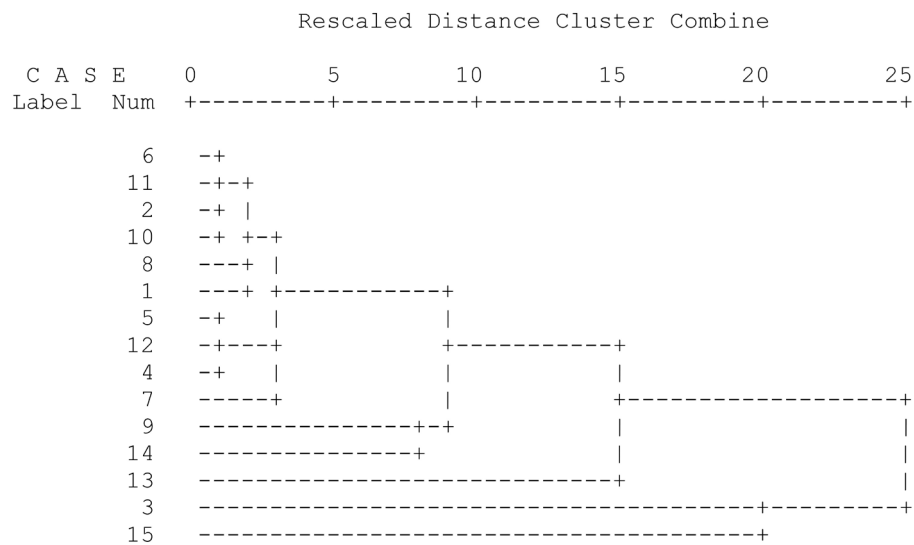 Rescaled Distance Cluster Combine

 C A S E    0         5        10        15        20        25
Label  Num  +---------+---------+---------+---------+---------+

         6   -+
        11   -+-+
         2   -+ |
        10   -+ +-+
         8   ---+ |
         1   ---+ +-----------+
         5   -+   |           |
        12   -+---+           +-----------+
         4   -+   |           |           |
         7   -----+           |           +-------------------+
         9   ---------------+-+           |                   |
        14   ---------------+             |                   |
        13   -----------------------------+                   |
         3   ---------------------------------------+---------+
        15   ---------------------------------------+